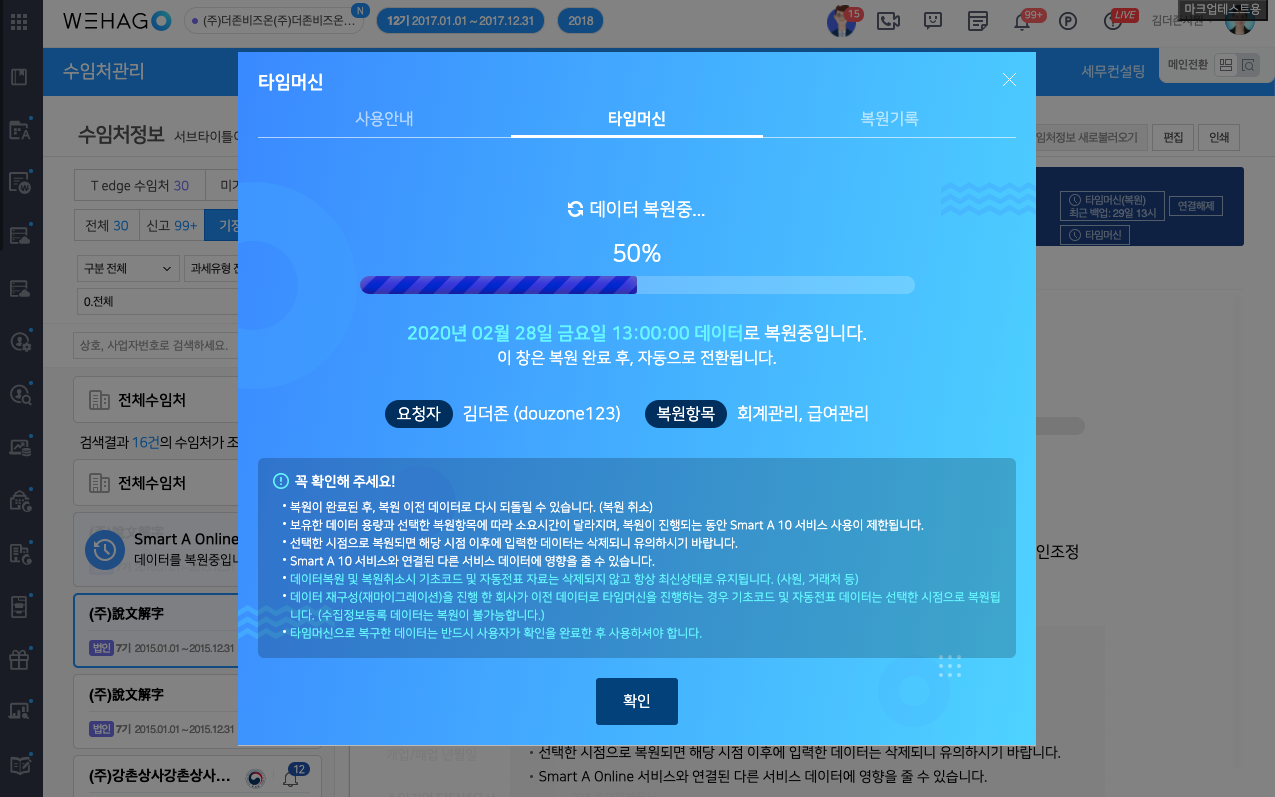 WEHAGO
(주)더존비즈온(주)더존비즈온...
N
12기 2017.01.01 ~ 2017.12.31
2018
15
99+
P
LIVE
마크업테스트용
수임처관리
세무컨설팅
메인전환
수임처정보
임처정보 새로불러오기
편집
인쇄
T edge 수임처 30
전체 30
신고 99+
구분 전체
과세유형
0.전체
상호, 사업자번호로 검색하세요.
타임머신(복원)
최근 백업: 29일 13시
연결해제
타임머신
전체수임처
검색결과 16건의 수임처가 조
전체수임처
Smart A Online
데이터를 복원중입니
(주)說文解字
법인 7기 2015.01.01 ~2015.12.31
(주)說文解字
법인 7기 2015.01.01 ~2015.12.31
(주)강촌상사강촌상사...
12
인조정
타임머신
사용안내
타임머신
복원기록
데이터 복원중...
50%
2020년 02월 28일 금요일 13:00:00 데이터로 복원중입니다.
이 창은 복원 완료 후, 자동으로 전환됩니다.
요청자 김더존 (douzone123) 복원항목 회계관리, 급여관리
꼭 확인해 주세요!
• 복원이 완료된 후, 복원 이전 데이터로 다시 되돌릴 수 있습니다. (복원 취소)
• 보유한 데이터 용량과 선택한 복원항목에 따라 소요시간이 달라지며, 복원이 진행되는 동안 Smart A 10 서비스 사용이 제한됩니다.
• 선택한 시점으로 복원되면 해당 시점 이후에 입력한 데이터는 삭제되니 유의하시기 바랍니다.
• Smart A 10 서비스와 연결된 다른 서비스 데이터에 영향을 줄 수 있습니다.
• 데이터복원 및 복원취소시 기초코드 및 자동전표 자료는 삭제되지 않고 항상 최신상태로 유지됩니다. (사원, 거래처 등)
• 데이터 재구성(재마이그레이션)을 진행 한 회사가 이전 데이터로 타임머신을 진행하는 경우 기초코드 및 자동전표 데이터는 선택한 시점으로 복원됩
니다. (수집정보등록 데이터는 복원이 불가능합니다.)
• 타임머신으로 복구한 데이터는 반드시 사용자가 확인을 완료한 후 사용하셔야 합니다.
확인
• 선택한 시점으로 복원되면 해당 시점 이후에 입력한 데이터는 삭제되니 유의하시기 바랍니다.
• Smart A Online 서비스와 연결된 다른 서비스 데이터에 영향을 줄 수 있습니다.